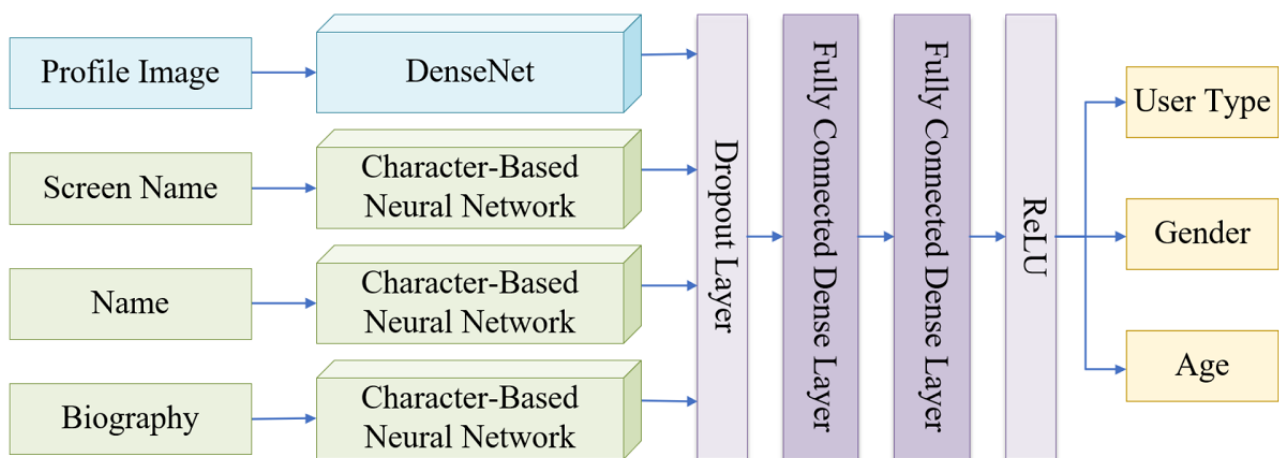 Profile Image
DenseNet
Screen Name
Character-Based
Neural Network
Name
Character-Based
Neural Network
Biography
Character-Based
Neural Network
Dropout Layer
Fully Connected Dense Layer
Fully Connected Dense Layer
ReLU
User Type
Gender
Age